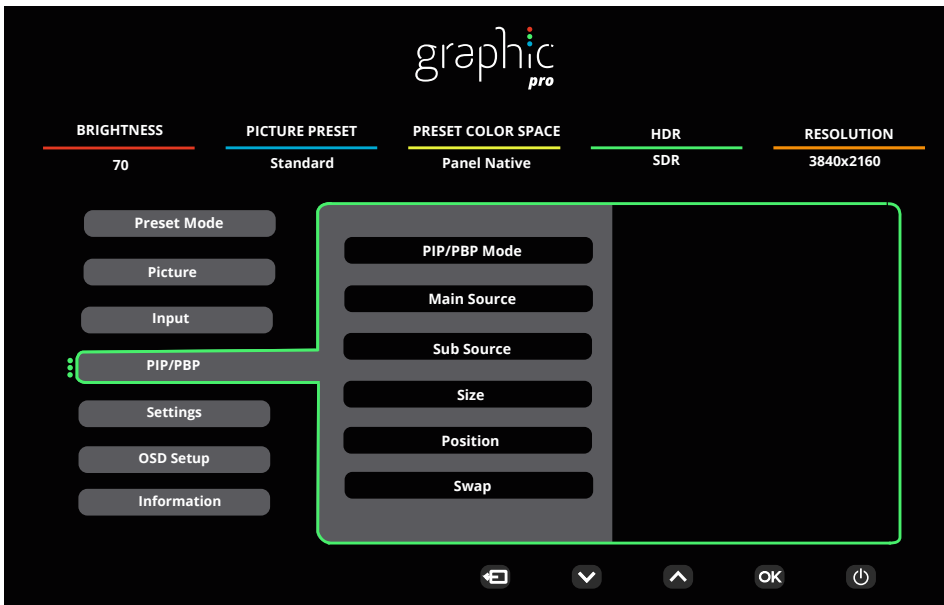 graphic
pro
BRIGHTNESS PICTURE PRESET PRESET COLOR SPACE HDR RESOLUTION
70 Standard Panel Native SDR 3840x2160
Preset Mode
Picture
Input
PIP/PBP
Settings
OSD Setup
Information
PIP/PBP Mode
Main Source
Sub Source
Size
Position
Swap
OK